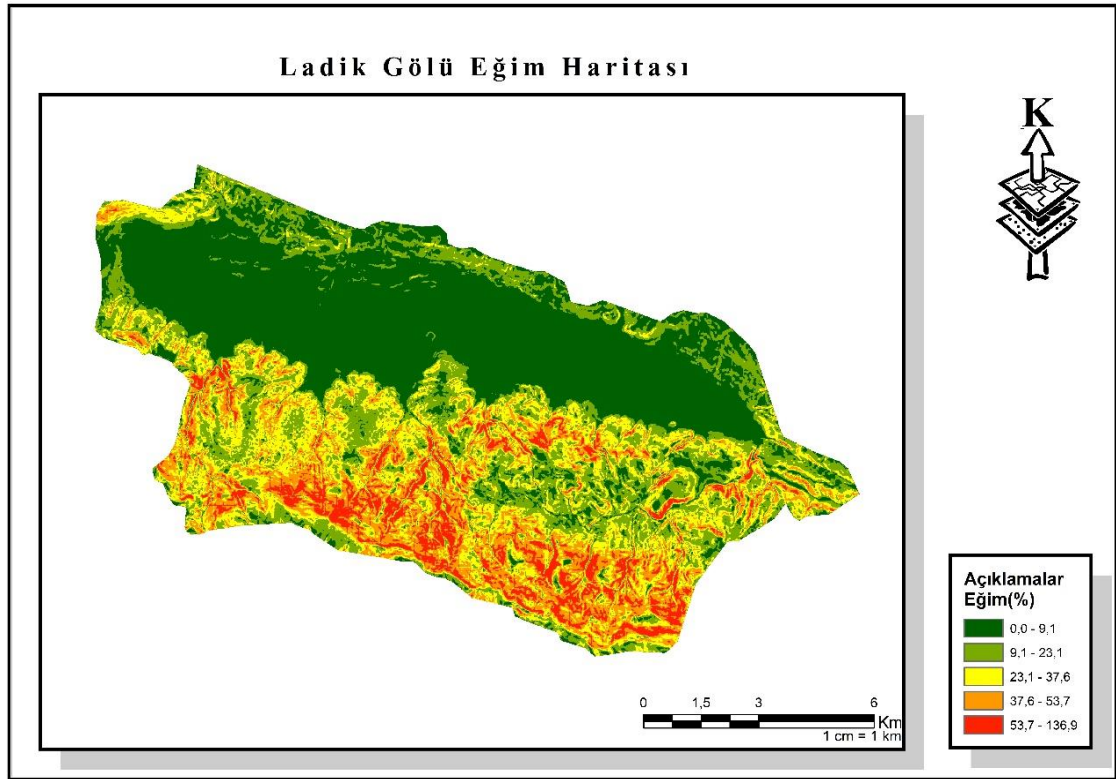 Ladik Gölü Eğim Haritası
K
Açıklamalar
Eğim(%)
0,0 - 9,1
9,1 - 23,1
23,1 - 37,6
37,6 - 53,7
53,7 - 136,9
0 1,5 3 6
Km
1 cm = 1 km